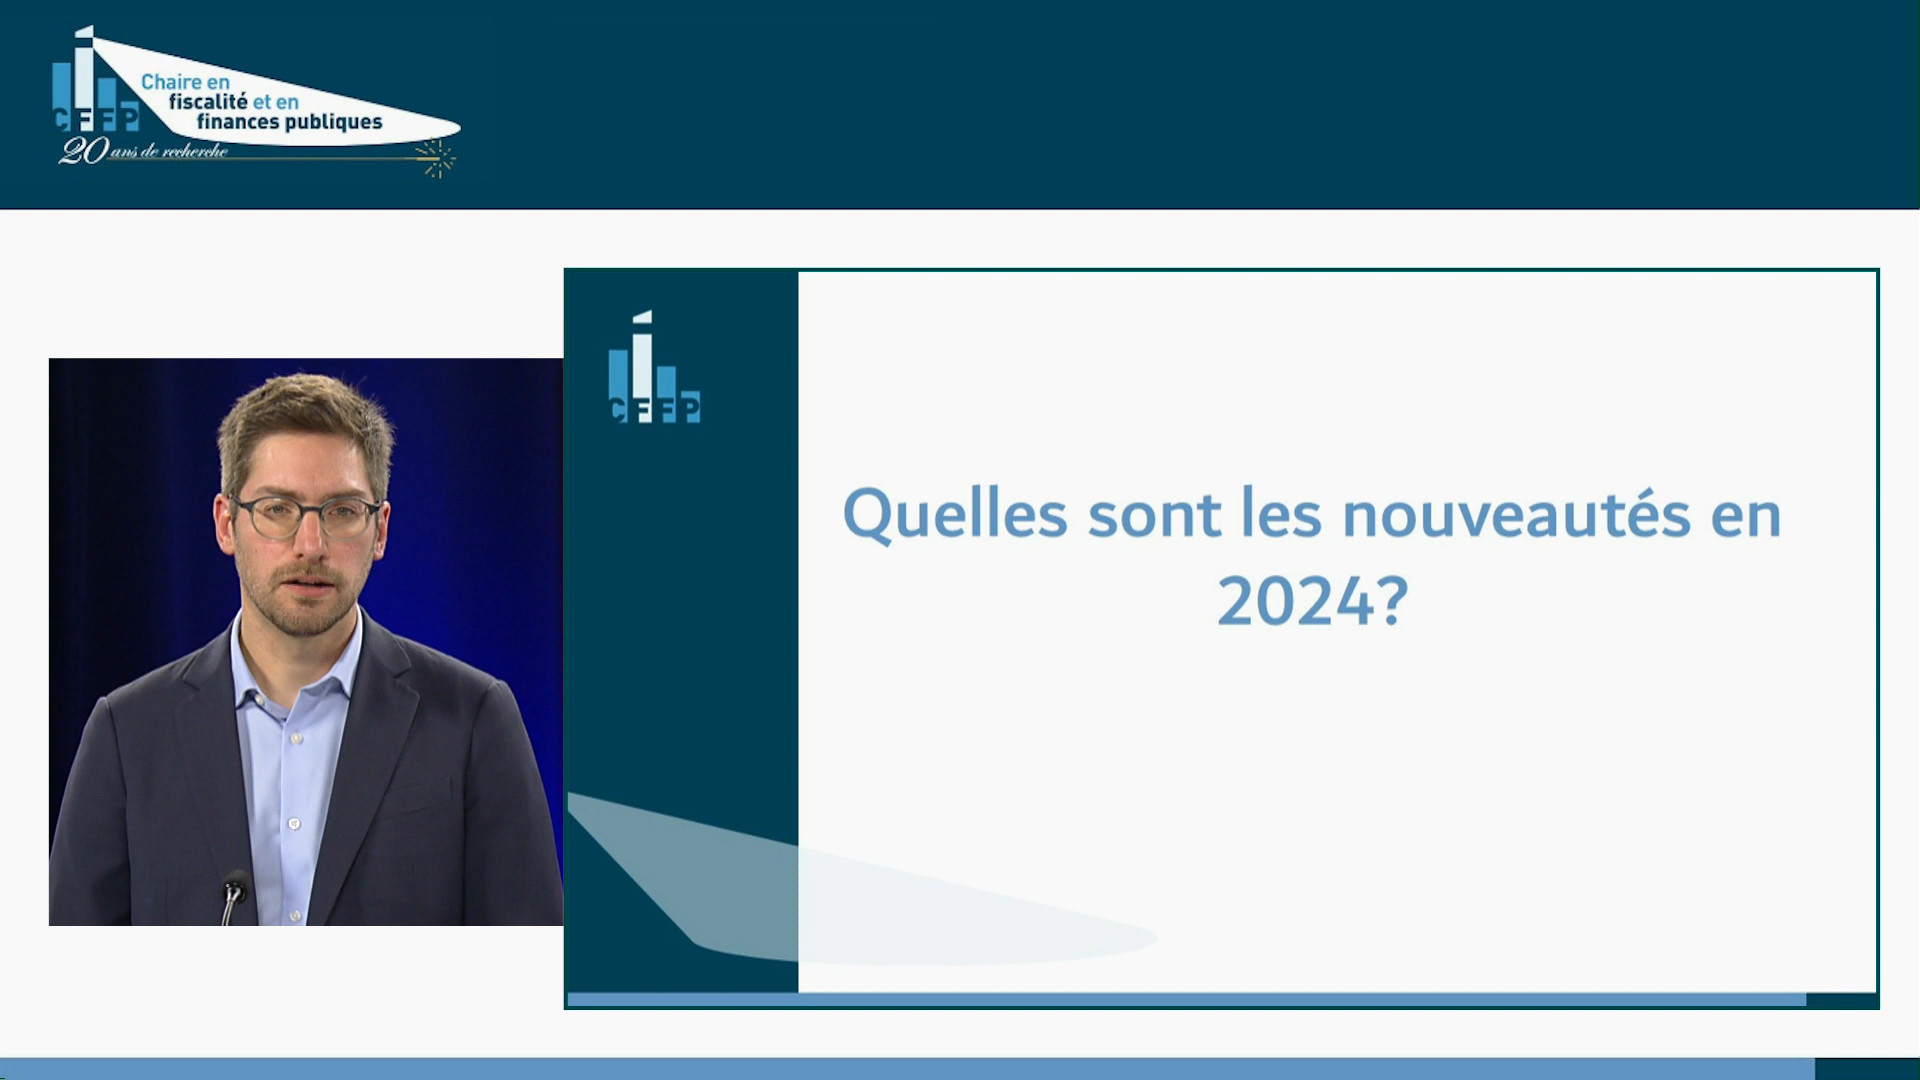 Chaire en
fiscalité et en
finances publiques
CFFP
20 ans de recherche
CFFP
Quelles sont les nouveautés en
2024?